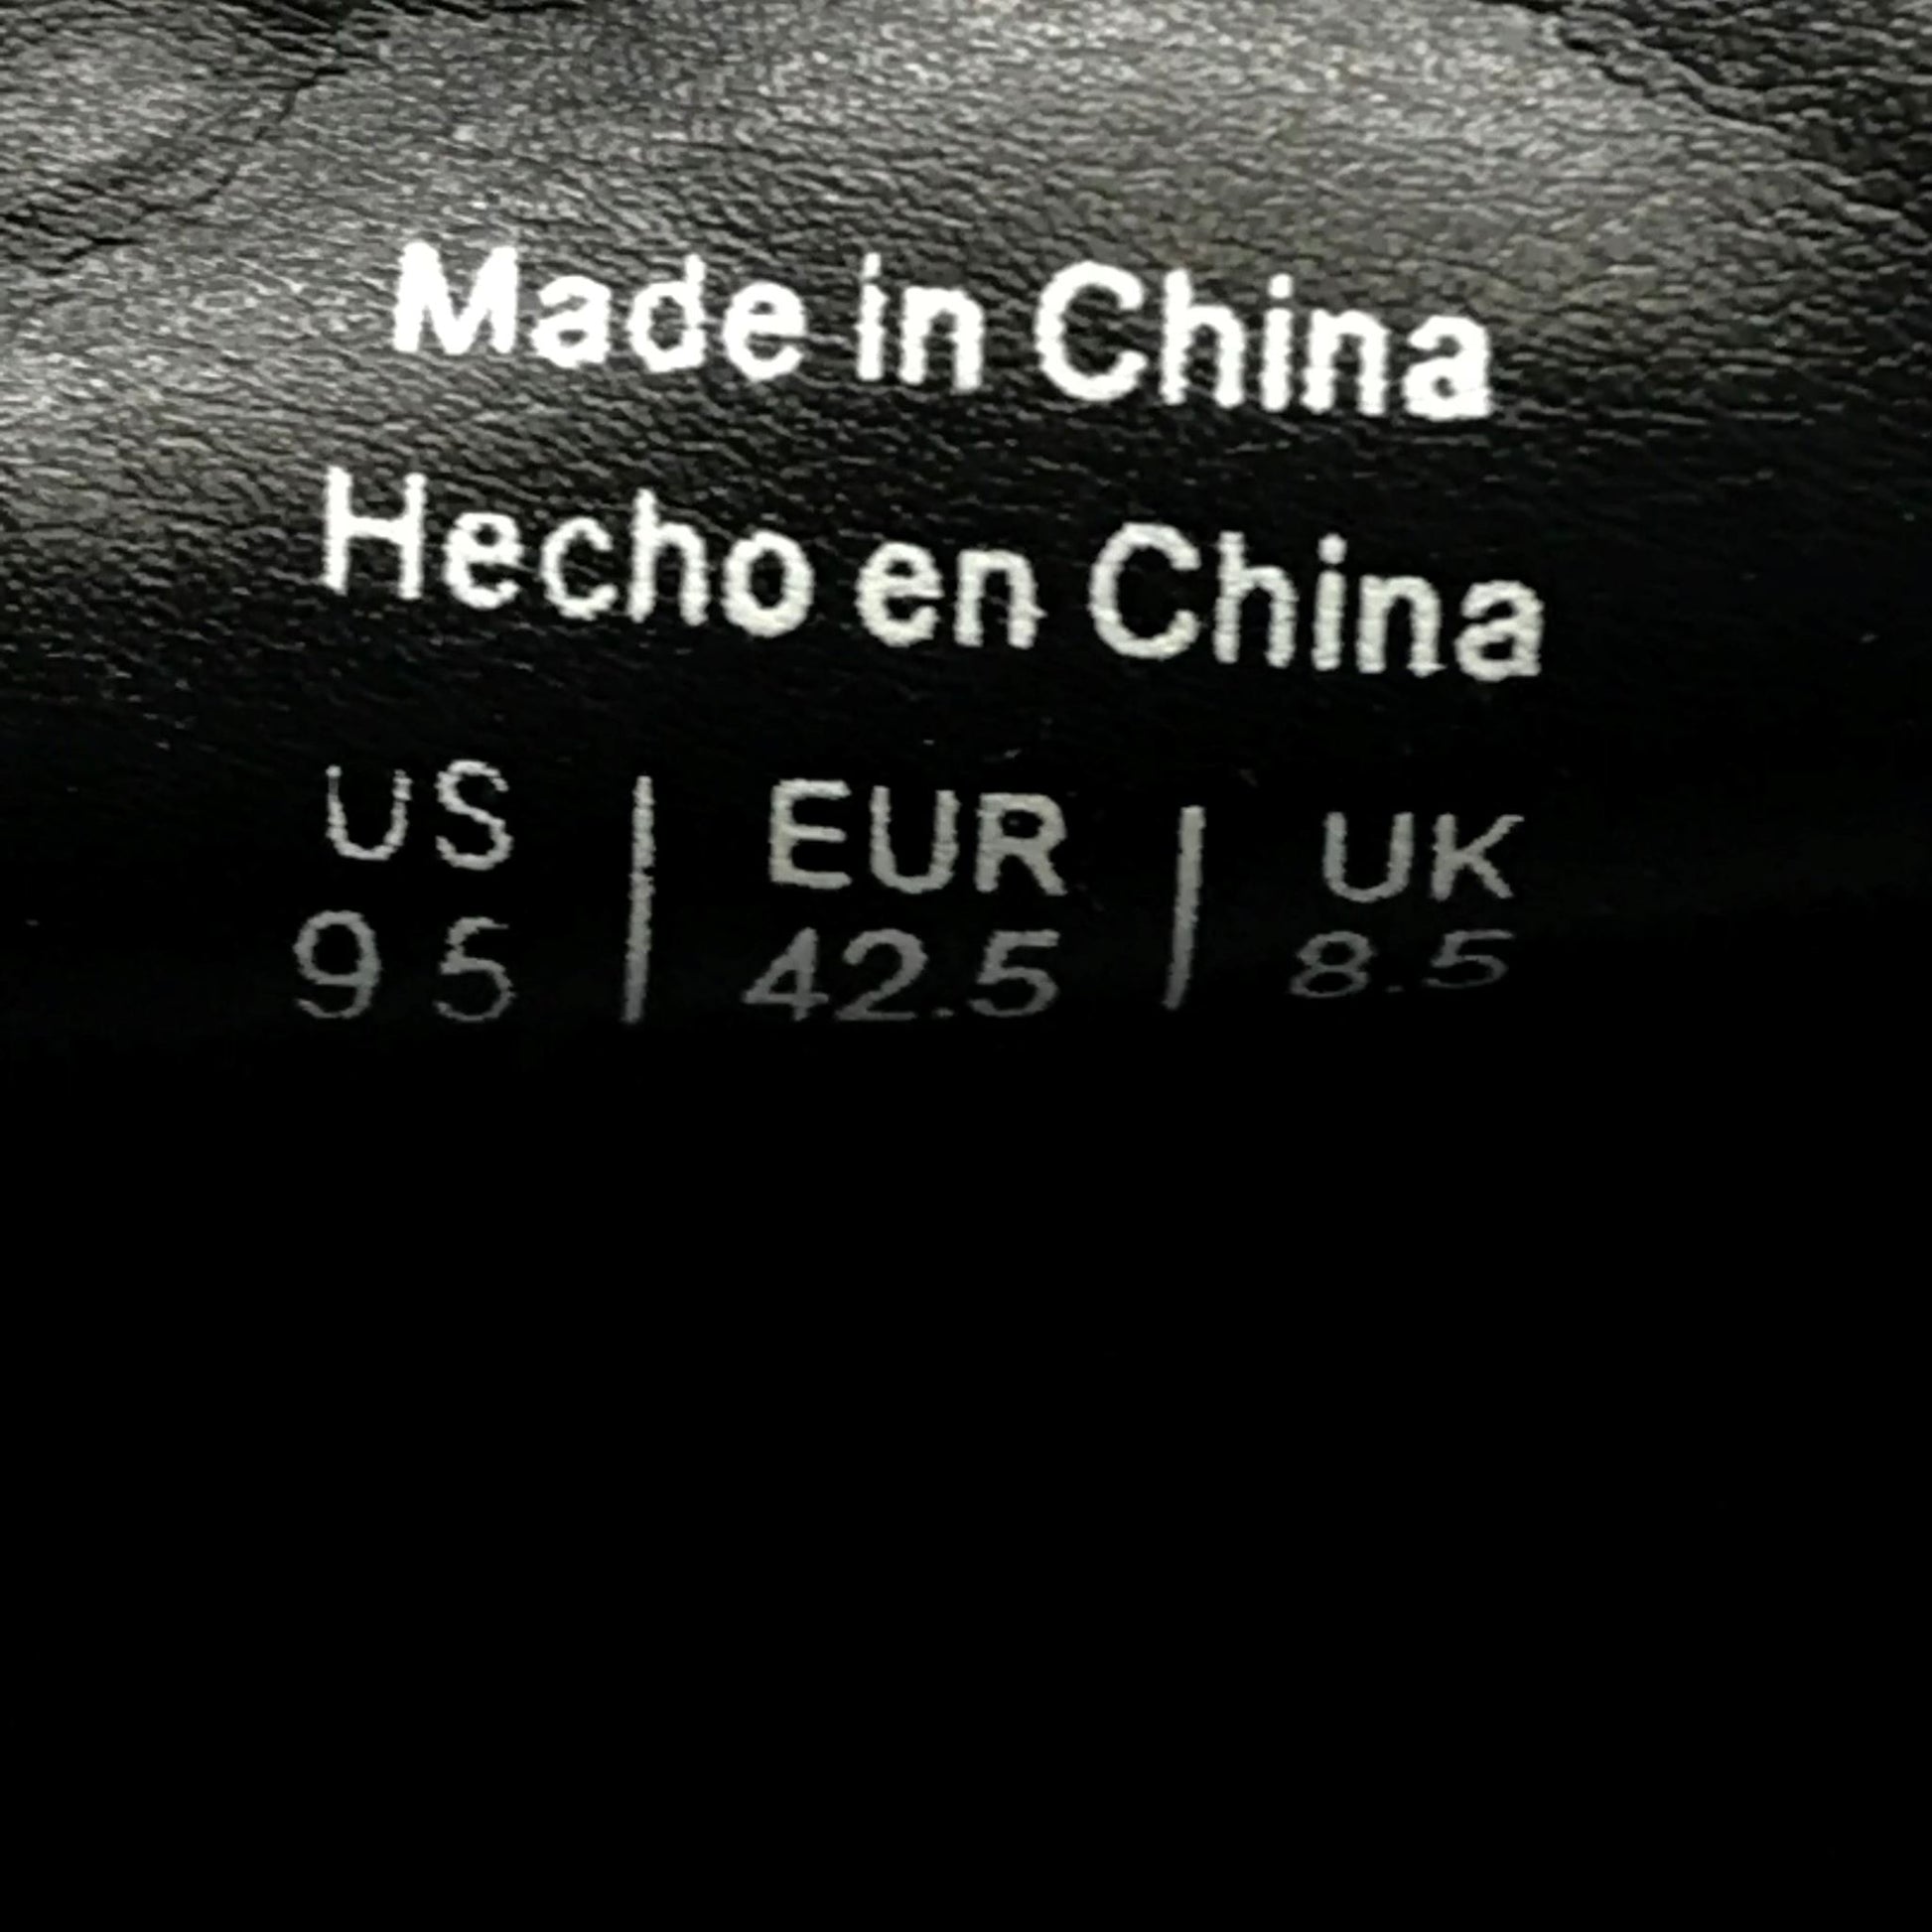 Made in China
Hecho en China
US | EUR | UK
9 5 | 42.5 | 8.5